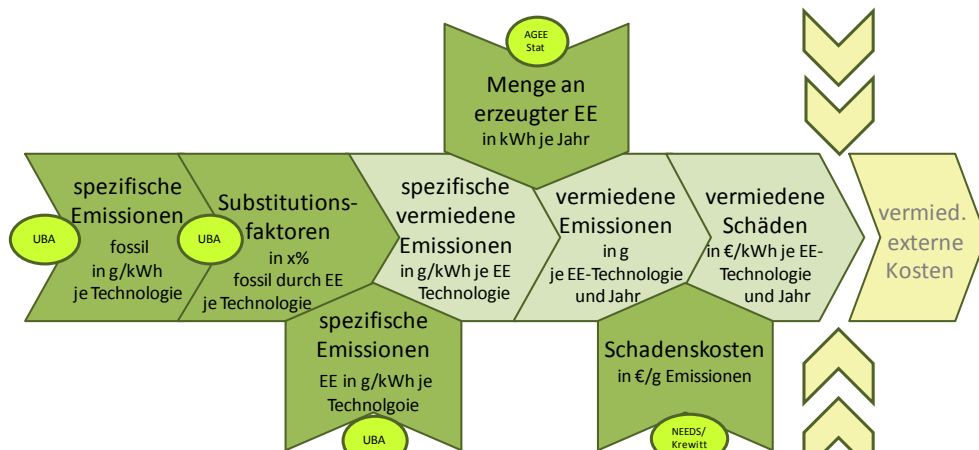 AGEE
Stat
Menge an
erzeugter EE
in kWh je Jahr
spezifische
Emissionen
fossil
in g/kWh
je Technologie
UBA
Substitutions-
faktoren
in x%
fossil durch EE
je Technologie
UBA
spezifische
vermiedene
Emissionen
in g/kWh je EE
Technologie
vermiedene
Emissionen
in g
je EE-Technologie
und Jahr
vermiedene
Schäden
in €/kWh je EE-
Technologie
und Jahr
vermied.
externe
Kosten
spezifische
Emissionen
EE in g/kWh je
Technolgoie
UBA
Schadenskosten
in €/g Emissionen
NEEDS/
Krewitt